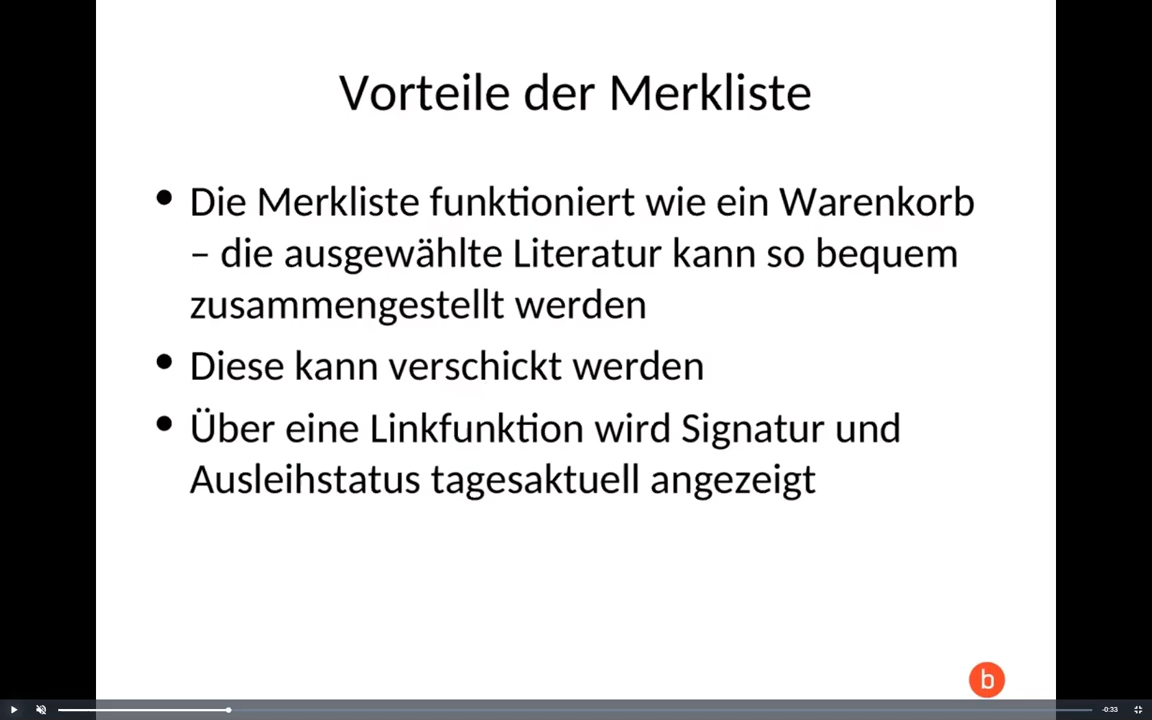 Vorteile der Merkliste
• Die Merkliste funktioniert wie ein Warenkorb
– die ausgewählte Literatur kann so bequem
zusammengestellt werden
• Diese kann verschickt werden
• Über eine Linkfunktion wird Signatur und
Ausleihstatus tagesaktuell angezeigt
b
-0:33